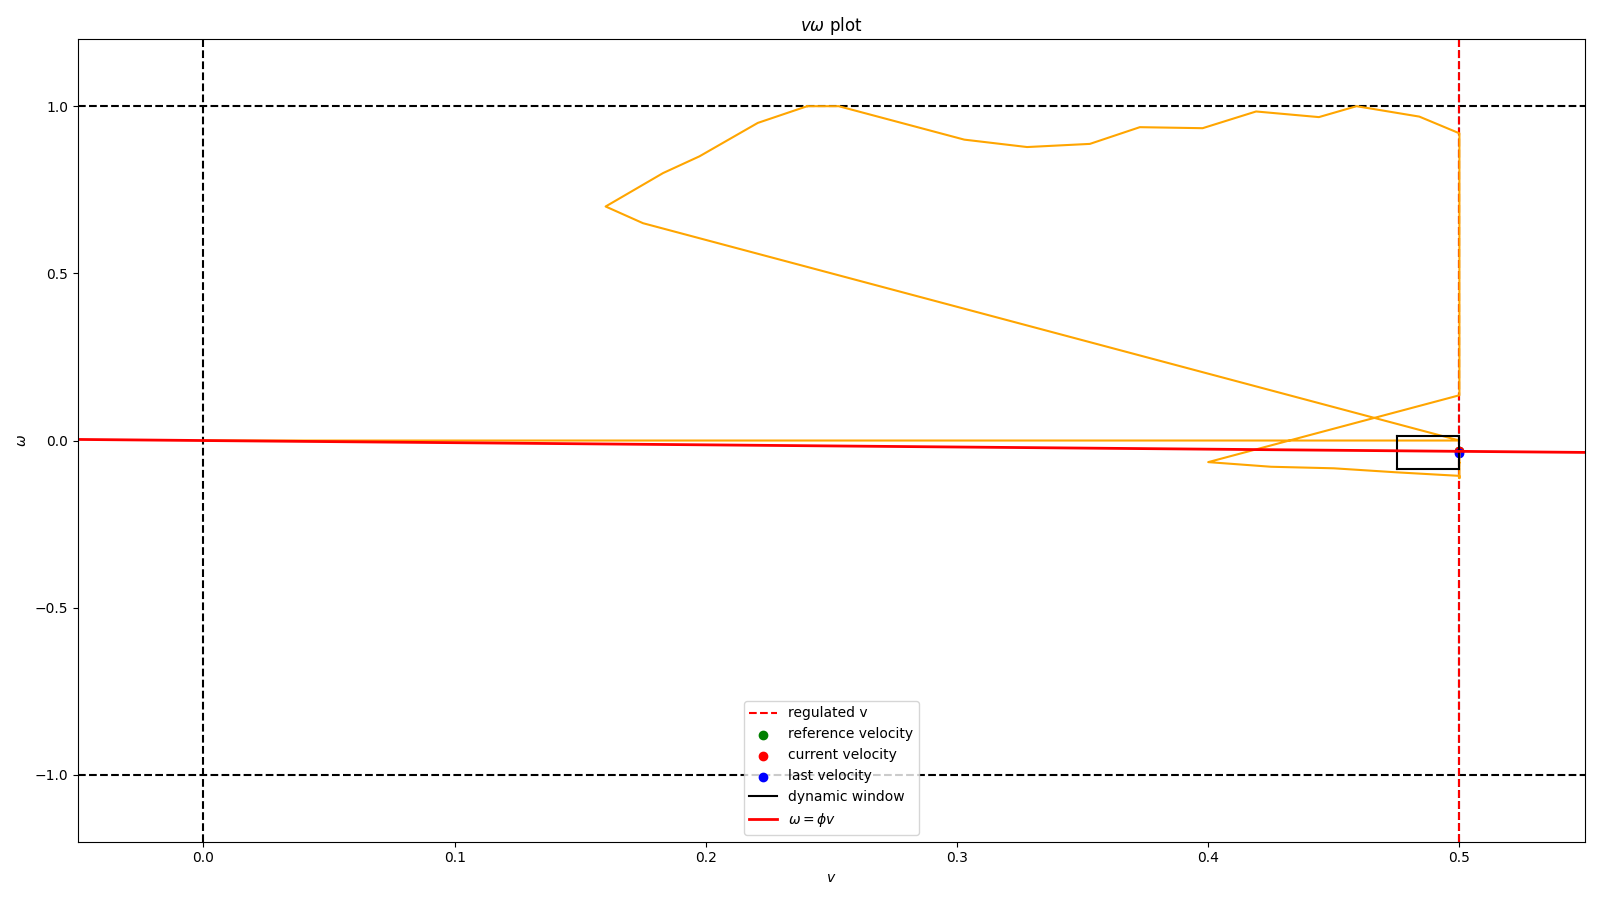 vω plot
1.0
0.5
0.0
−0.5
−1.0
ω
regulated v
reference velocity
current velocity
last velocity
dynamic window
ω = ϕv
0.0 0.1 0.2 0.3 0.4 0.5
v